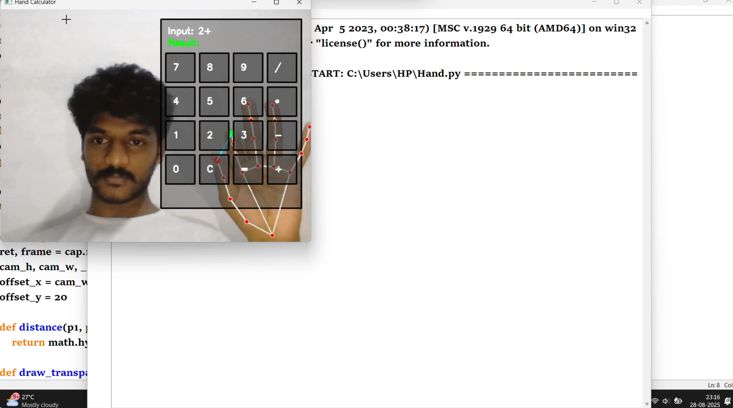 Hand Calculator
Input: 2+
Result:
7 8 9 /
4 5 6 *
1 2 3 -
0 C = +
Apr  5 2023, 00:38:17) [MSC v.1929 64 bit (AMD64)] on win32
"license()" for more information.
TART: C:\Users\HP\Hand.py =========================
ret, frame = cap.
cam_h, cam_w, _
offset_x = cam_w
offset_y = 20
def distance(p1,
return math.hy
def draw_transpa
Ln: 8 Col
27°C
Mostly cloudy
23:16
28-08-2025